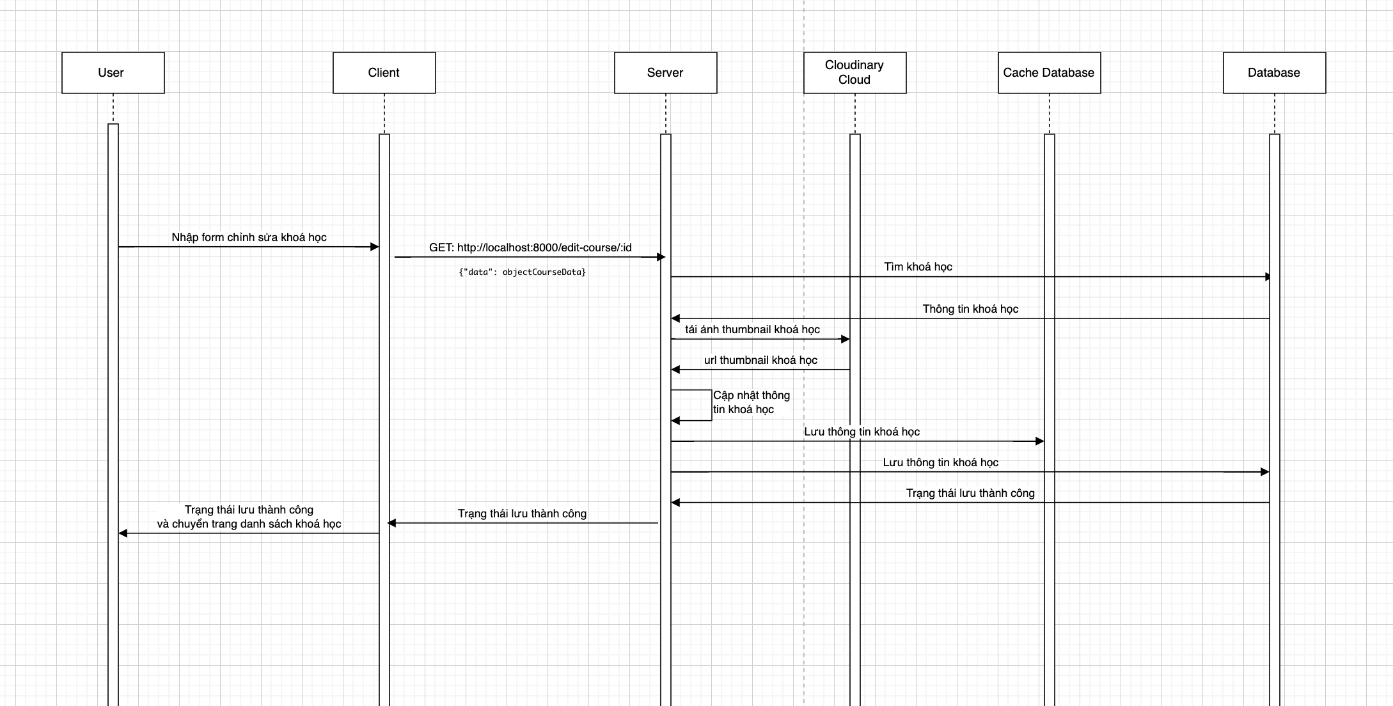 User
Client
Server
Cloudinary
Cloud
Cache Database
Database
Nhập form chỉnh sửa khoá học
GET: http://localhost:8000/edit-course/:id
{"data": objectCourseData}
Tìm khoá học
Thông tin khoá học
tải ảnh thumbnail khoá học
url thumbnail khoá học
Cập nhật thông
tin khoá học
Lưu thông tin khoá học
Lưu thông tin khoá học
Trạng thái lưu thành công
Trạng thái lưu thành công
Trạng thái lưu thành công
và chuyển trang danh sách khoá học